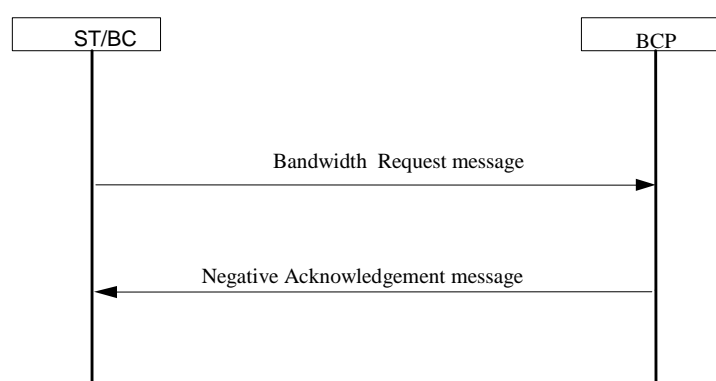 ST/BC
BCP
Bandwidth Request message
Negative Acknowledgement message